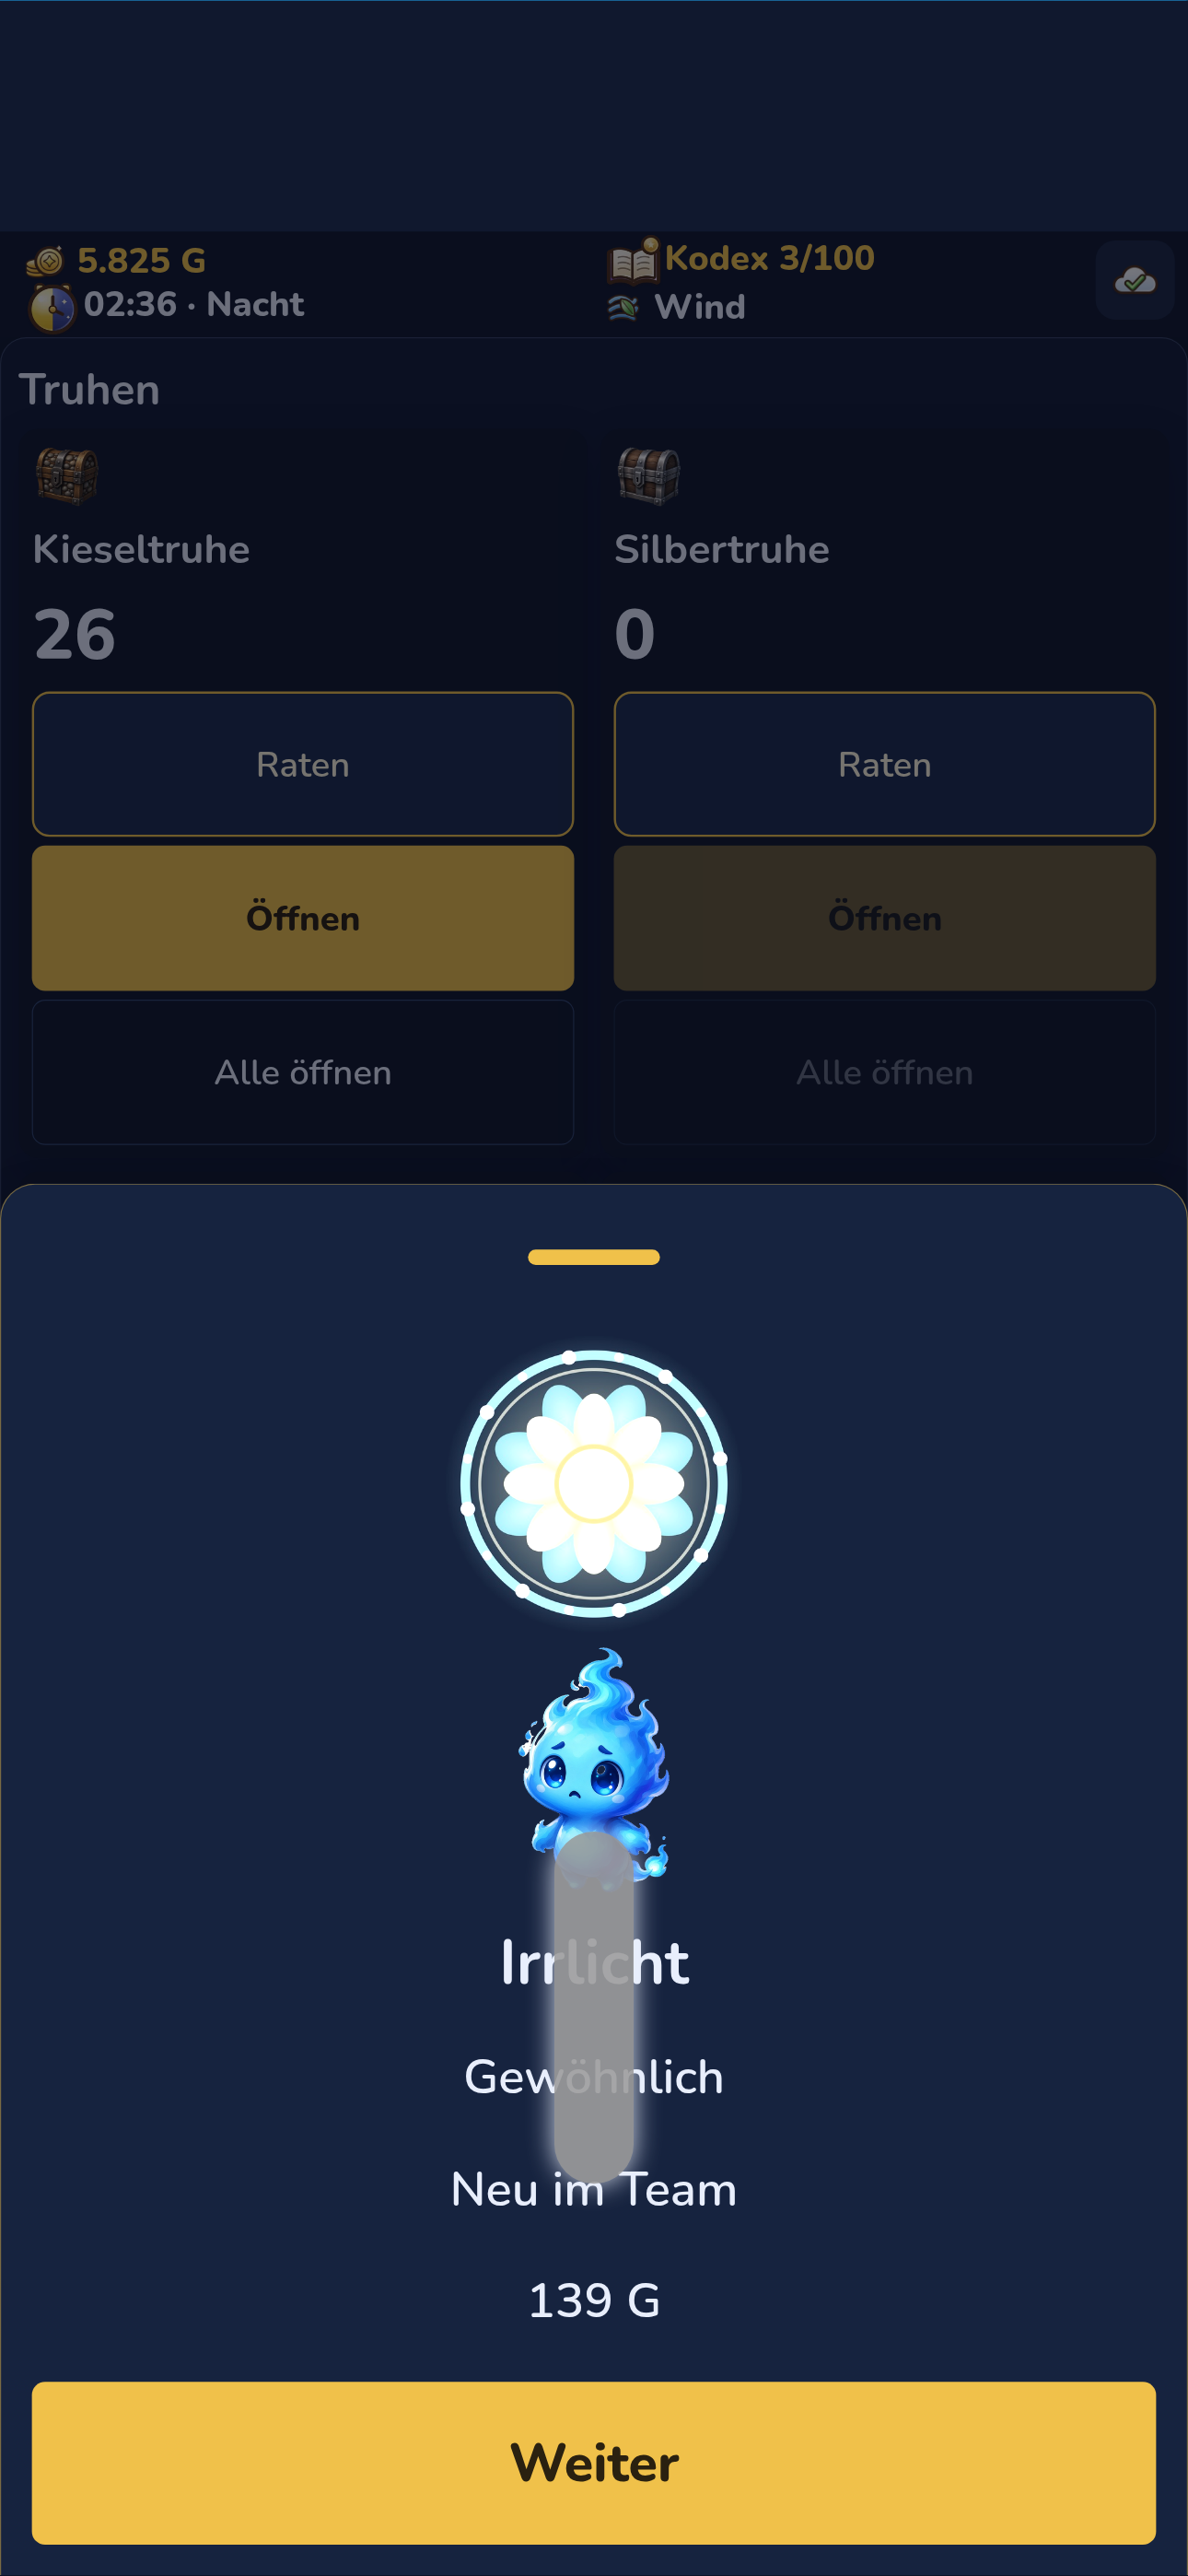 5.825 G
Kodex 3/100
02:36 · Nacht
Wind
Truhen
Kieseltruhe
Silbertruhe
26
0
Raten
Raten
Öffnen
Öffnen
Alle öffnen
Alle öffnen
Irrlicht
Gewöhnlich
Neu im Team
139 G
Weiter